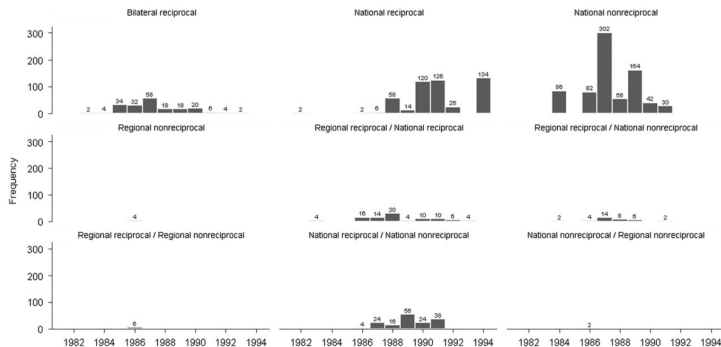 Bilateral reciprocal National reciprocal National nonreciprocal
300
200
100
0
2 4 34 32 58 18 18 20 6 4 2
2 2 6 58 14 120 126 26 134
86 82 302 56 164 42 30
Regional nonreciprocal Regional reciprocal / National reciprocal Regional reciprocal / National nonreciprocal
Frequency
300
200
100
0
4
4 16 14 30 4 10 10 6 4
2 4 14 8 6 2
Regional reciprocal / Regional nonreciprocal National reciprocal / National nonreciprocal National nonreciprocal / Regional nonreciprocal
300
200
100
0
6
4 24 16 56 24 38
2
1982 1984 1986 1988 1990 1992 1994 1982 1984 1986 1988 1990 1992 1994 1982 1984 1986 1988 1990 1992 1994